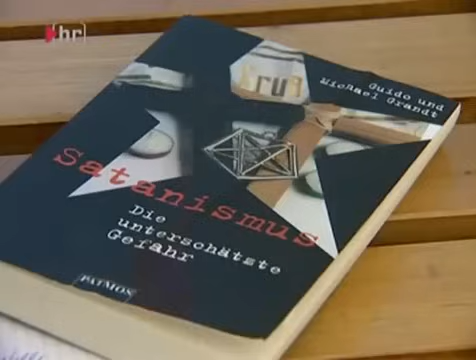 hr
Guido und
Michael Grandt
Satanismus
Die
unterschätzte
Gefahr
PATMOS